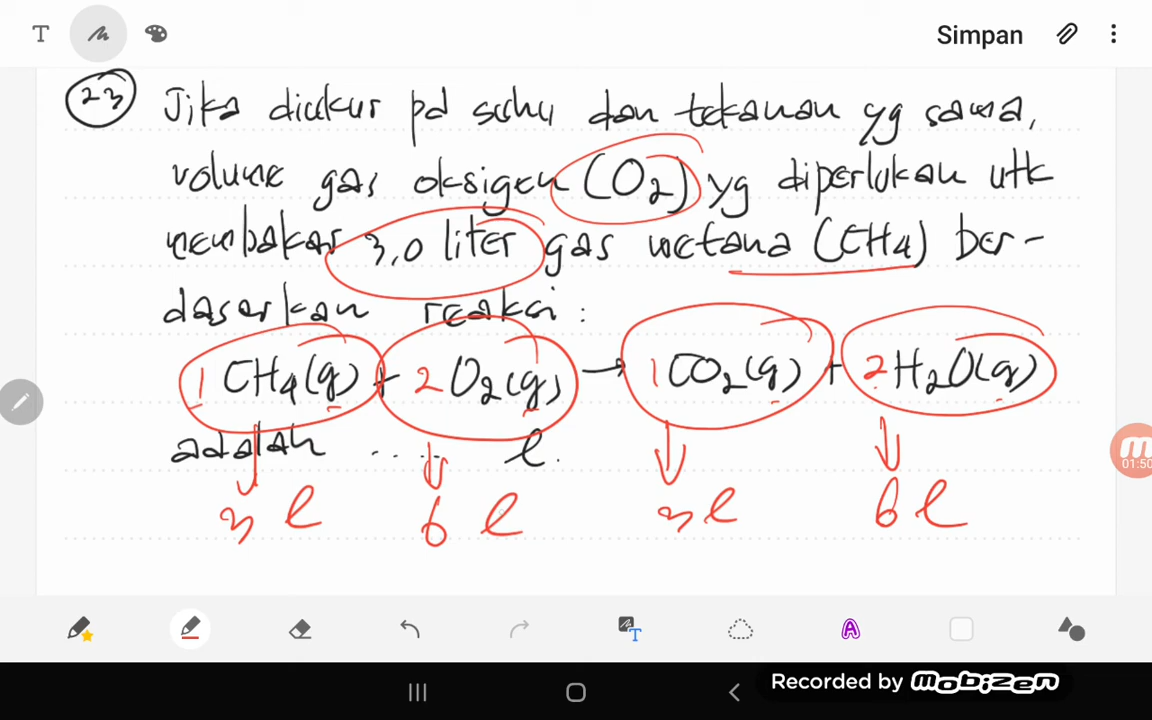 T Simpan
23 Jika diukur pd suhu dan tekanan yg sama,
volume gas oksigen (O2) yg diperlukan utk
membakar 3,0 liter gas metana (CH4) ber-
dasarkan reaksi :
1 CH4(g) + 2 O2(g) → 1 CO2(g) + 2 H2O(g)
adalah .... l.
3 l 6 l 3 l 6 l
T A
Recorded by mobizen
01:50